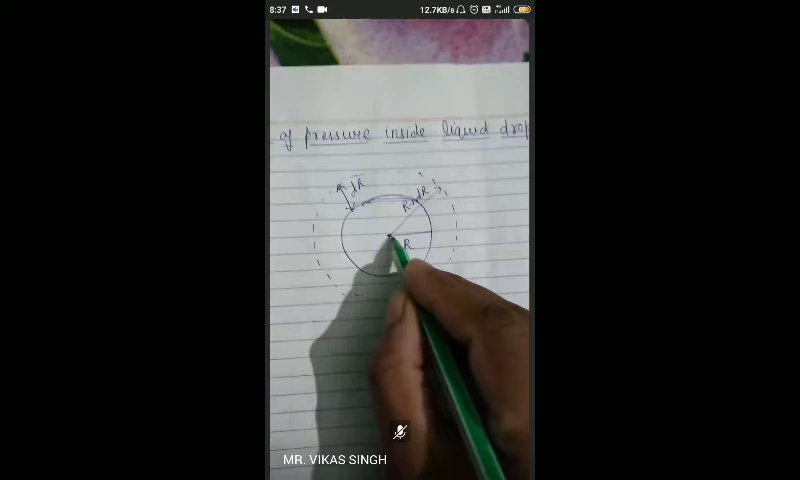 8:37 12.7KB/s
of pressure inside liquid drop
dR
R+dR
R
MR. VIKAS SINGH